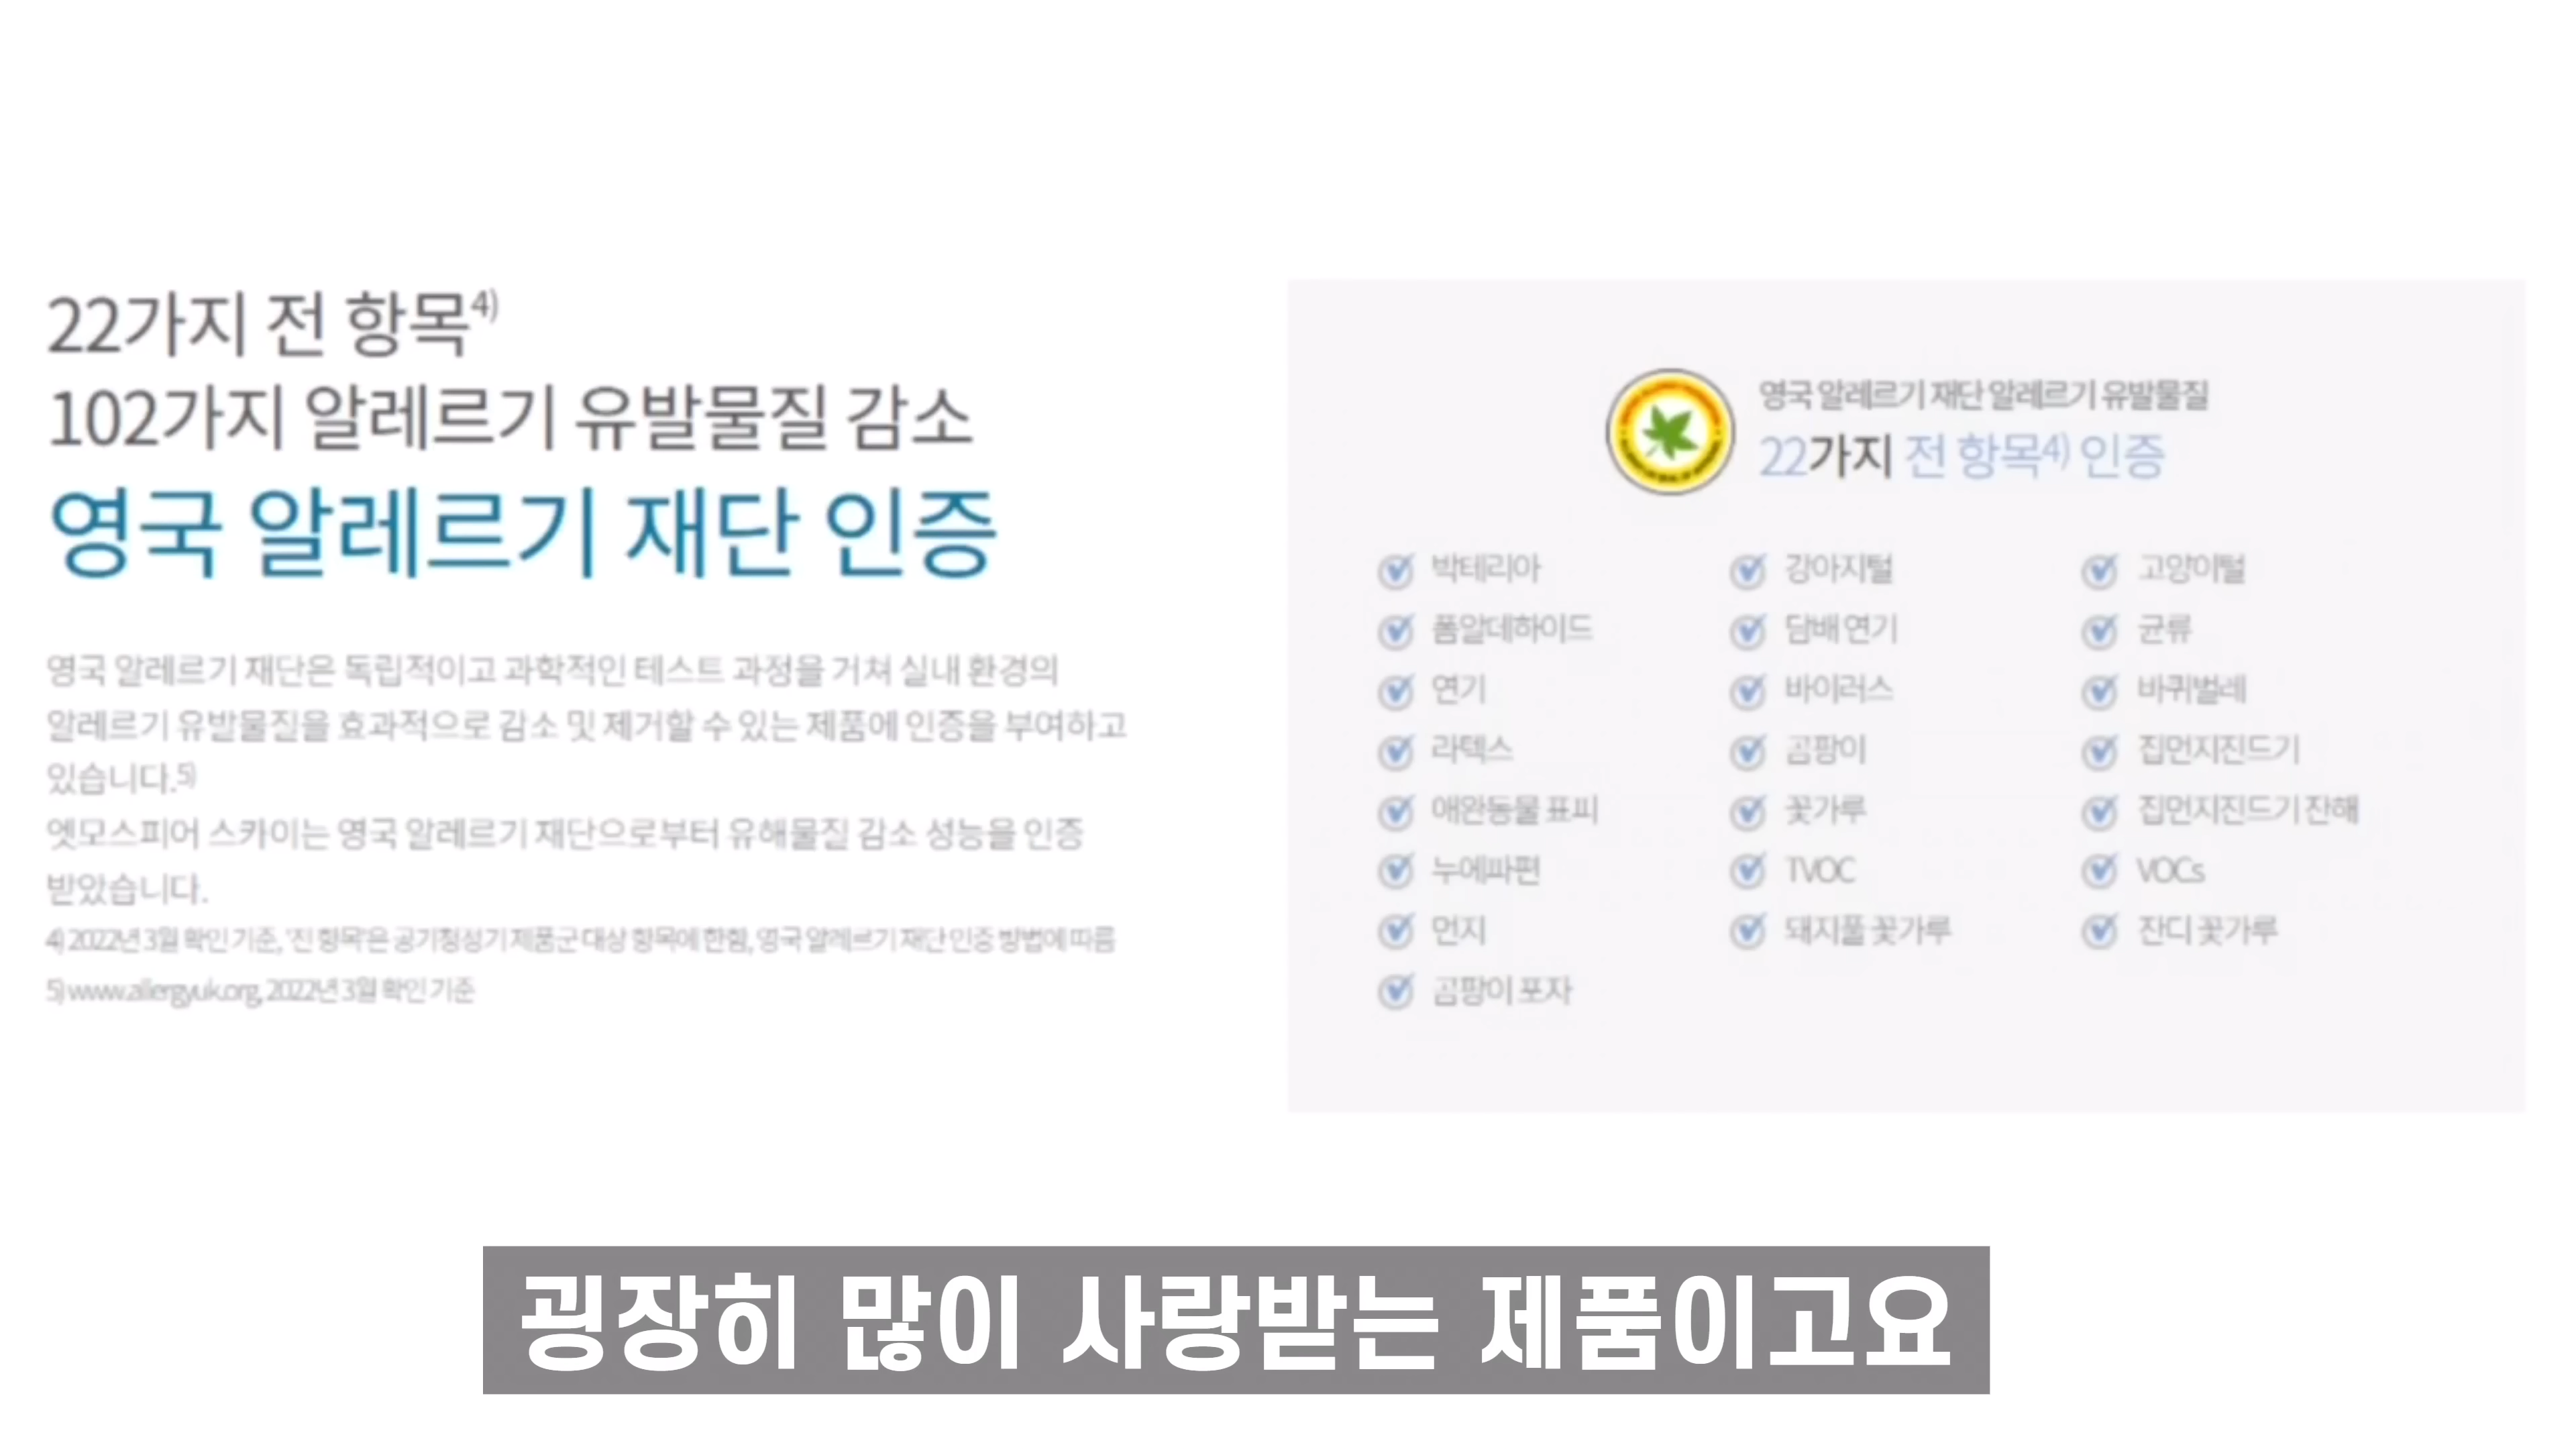 22가지 전 항목4)
102가지 알레르기 유발물질 감소
영국 알레르기 재단 인증
영국 알레르기 재단은 독립적이고 과학적인 테스트 과정을 거쳐 실내 환경의
알레르기 유발물질을 효과적으로 감소 및 제거할 수 있는 제품에 인증을 부여하고
있습니다.5)
엣모스피어 스카이는 영국 알레르기 재단으로부터 유해물질 감소 성능을 인증
받았습니다.
4) 2022년 3월 확인 기준, '전 항목'은 공기청정기 제품군 대상 항목에 한함, 영국 알레르기 재단 인증 방법에 따름
5) www.allergyuk.org, 2022년 3월 확인 기준
영국 알레르기 재단 알레르기 유발물질
22가지 전 항목4) 인증
박테리아 강아지털 고양이털
폼알데하이드 담배 연기 균류
연기 바이러스 바퀴벌레
라텍스 곰팡이 집먼지진드기
애완동물 표피 꽃가루 집먼지진드기 잔해
누에파편 TVOC VOCs
먼지 돼지풀 꽃가루 잔디 꽃가루
곰팡이 포자
굉장히 많이 사랑받는 제품이고요